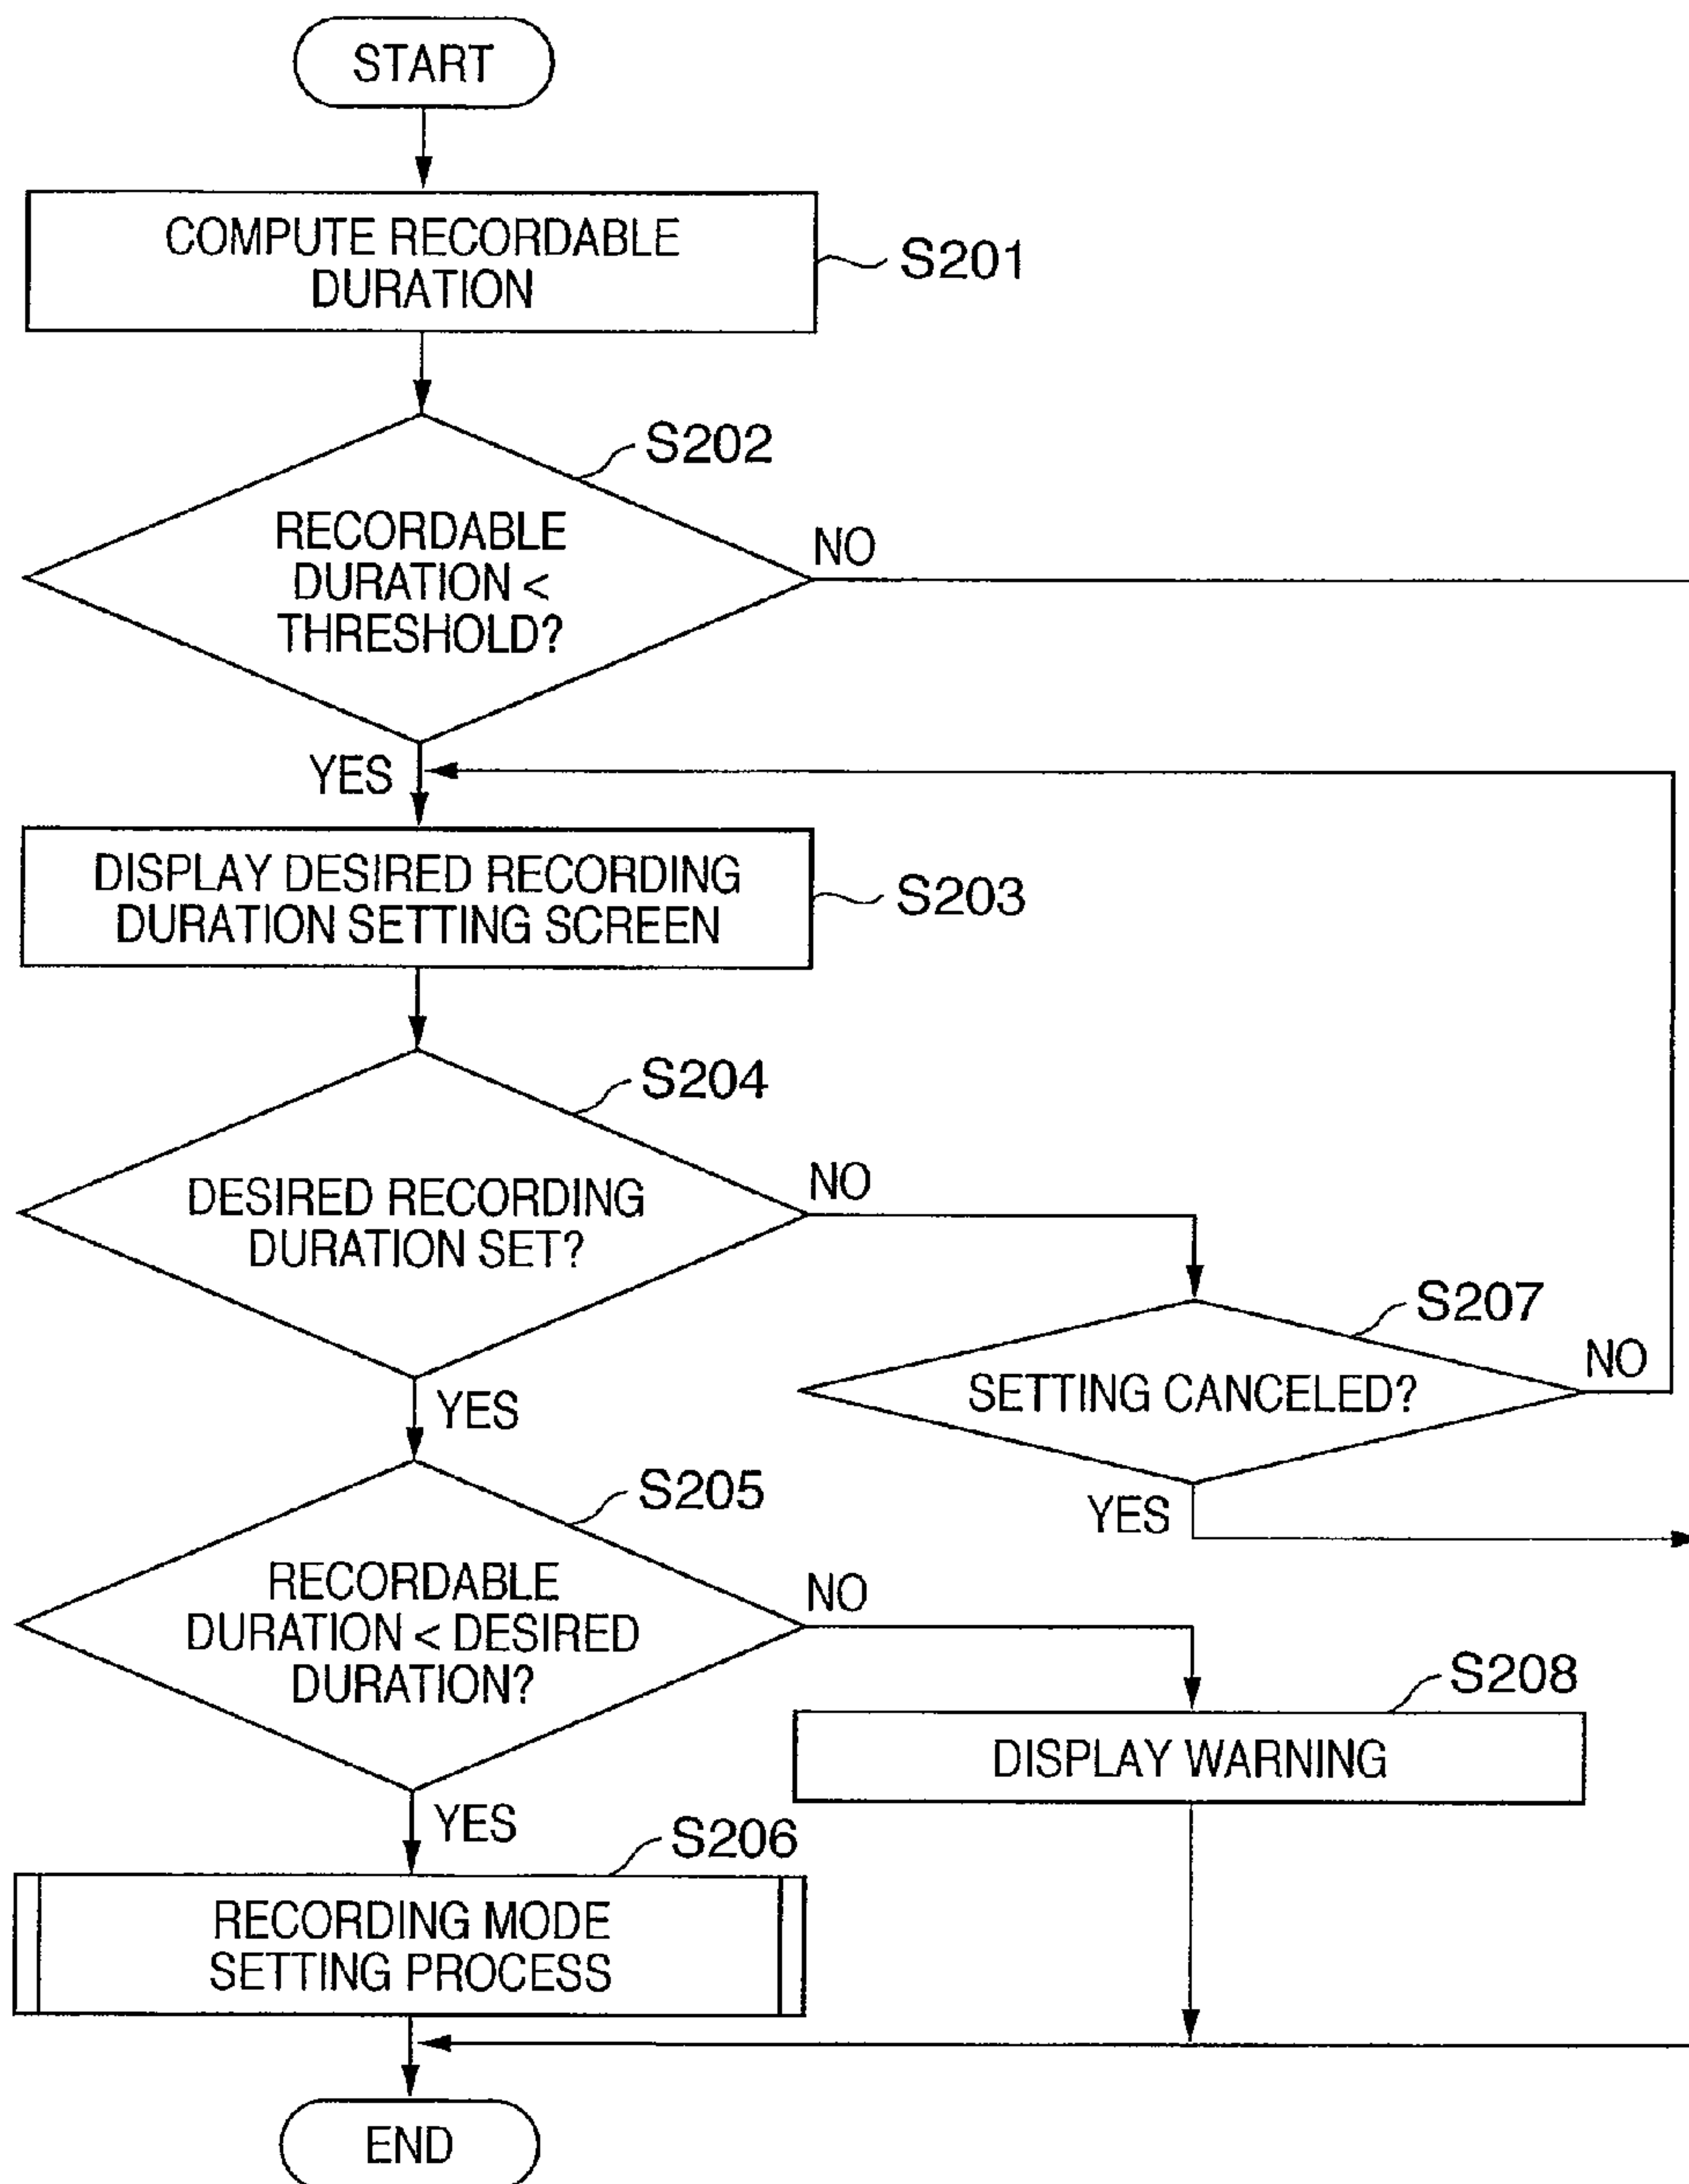 START
COMPUTE RECORDABLE
DURATION
S201
S202
RECORDABLE
DURATION <
THRESHOLD?
NO
YES
DISPLAY DESIRED RECORDING
DURATION SETTING SCREEN
S203
S204
DESIRED RECORDING
DURATION SET?
NO
S207
SETTING CANCELED?
NO
YES
YES
S205
RECORDABLE
DURATION < DESIRED
DURATION?
NO
S208
DISPLAY WARNING
YES
S206
RECORDING MODE
SETTING PROCESS
END